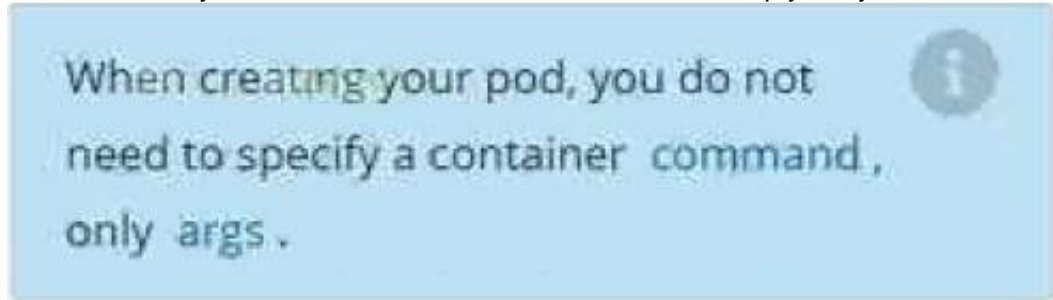 When creating your pod, you do not
need to specify a container command,
only args.